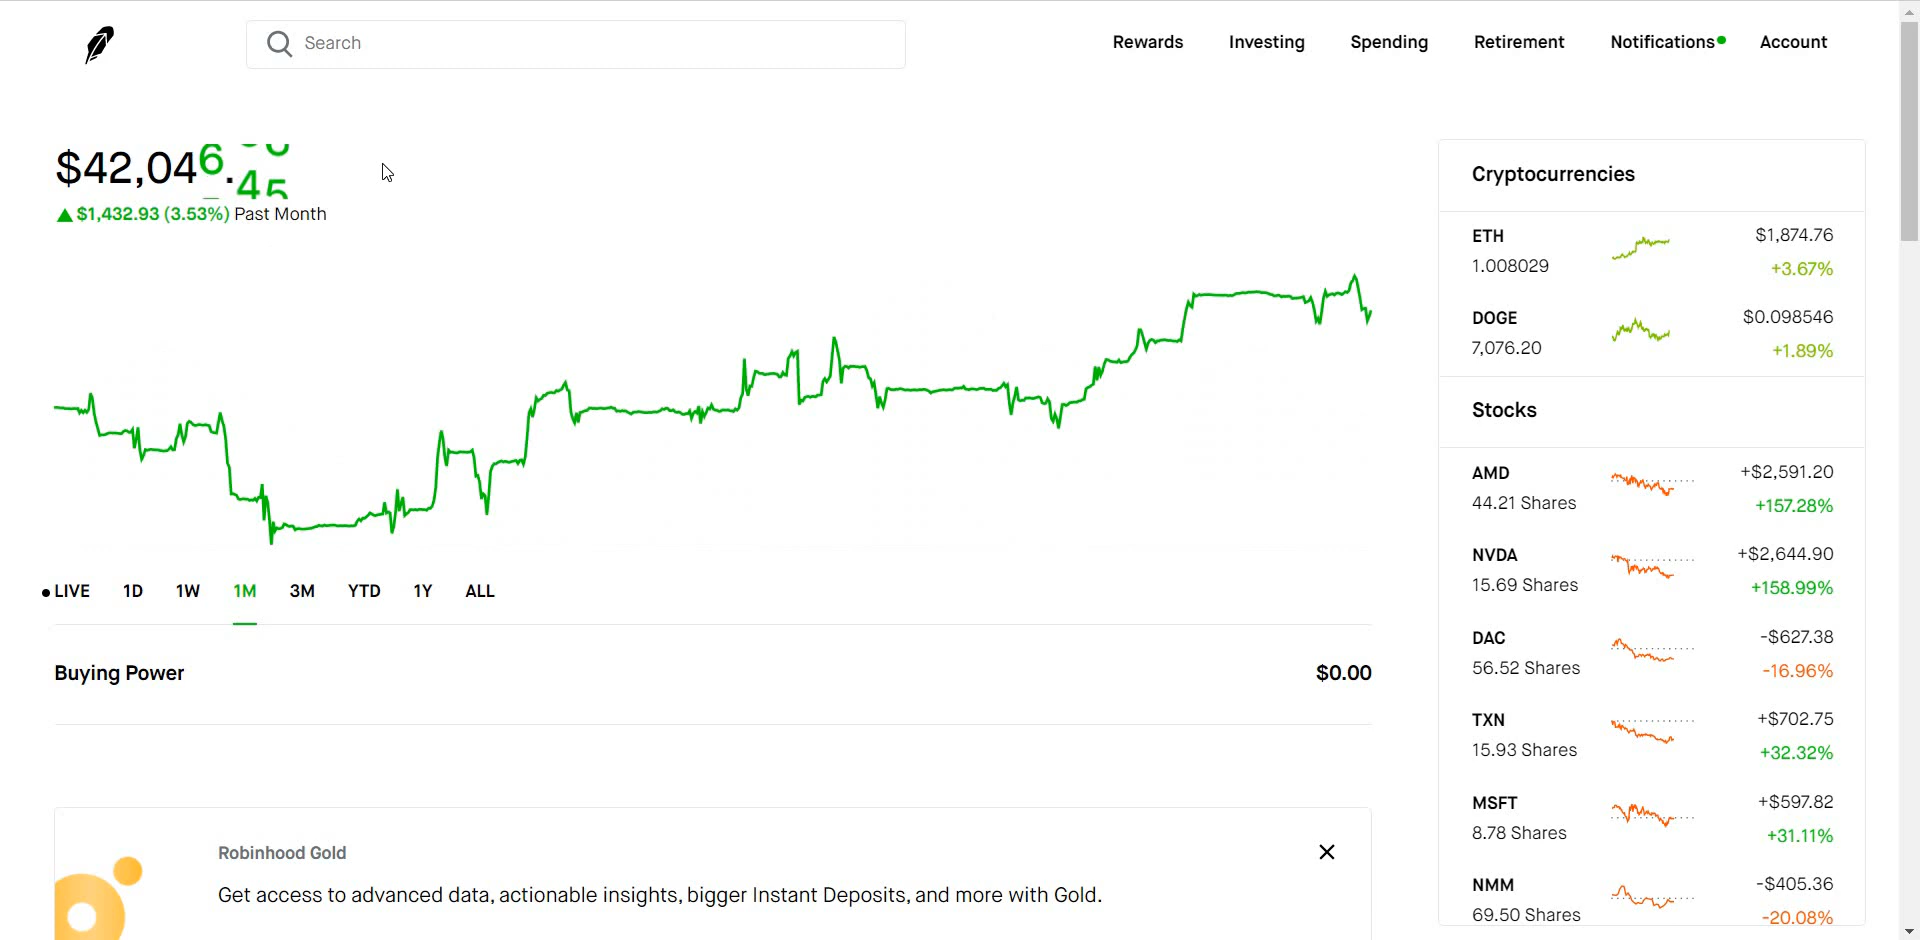 Search
Rewards
Investing
Spending
Retirement
Notifications
Account
$42,046.45
$1,432.93 (3.53%) Past Month
LIVE
1D
1W
1M
3M
YTD
1Y
ALL
Buying Power
$0.00
Robinhood Gold
Get access to advanced data, actionable insights, bigger Instant Deposits, and more with Gold.
Cryptocurrencies
ETH
$1,874.76
1.008029
+3.67%
DOGE
$0.098546
7,076.20
+1.89%
Stocks
AMD
+$2,591.20
44.21 Shares
+157.28%
NVDA
+$2,644.90
15.69 Shares
+158.99%
DAC
-$627.38
56.52 Shares
-16.96%
TXN
+$702.75
15.93 Shares
+32.32%
MSFT
+$597.82
8.78 Shares
+31.11%
NMM
-$405.36
69.50 Shares
-20.08%